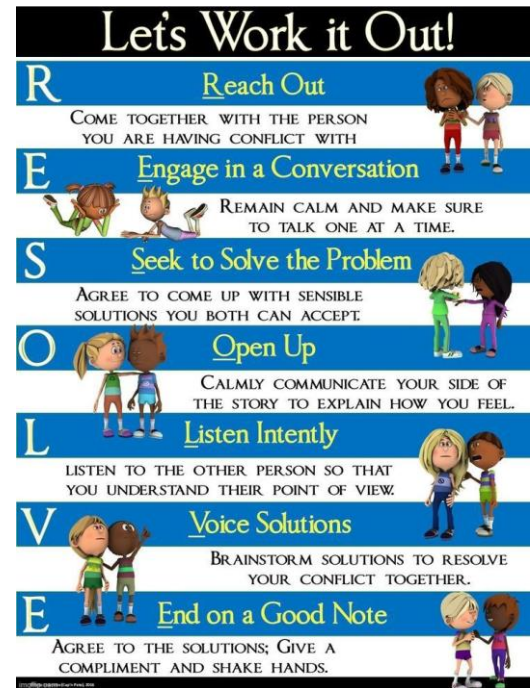 Let's Work it Out!
R
Reach Out
COME TOGETHER WITH THE PERSON
YOU ARE HAVING CONFLICT WITH
E
Engage in a Conversation
REMAIN CALM AND MAKE SURE
TO TALK ONE AT A TIME.
S
Seek to Solve the Problem
AGREE TO COME UP WITH SENSIBLE
SOLUTIONS YOU BOTH CAN ACCEPT.
O
Open Up
CALMLY COMMUNICATE YOUR SIDE OF
THE STORY TO EXPLAIN HOW YOU FEEL.
L
Listen Intently
LISTEN TO THE OTHER PERSON SO THAT
YOU UNDERSTAND THEIR POINT OF VIEW.
V
Voice Solutions
BRAINSTORM SOLUTIONS TO RESOLVE
YOUR CONFLICT TOGETHER.
E
End on a Good Note
AGREE TO THE SOLUTIONS; GIVE A
COMPLIMENT AND SHAKE HANDS.